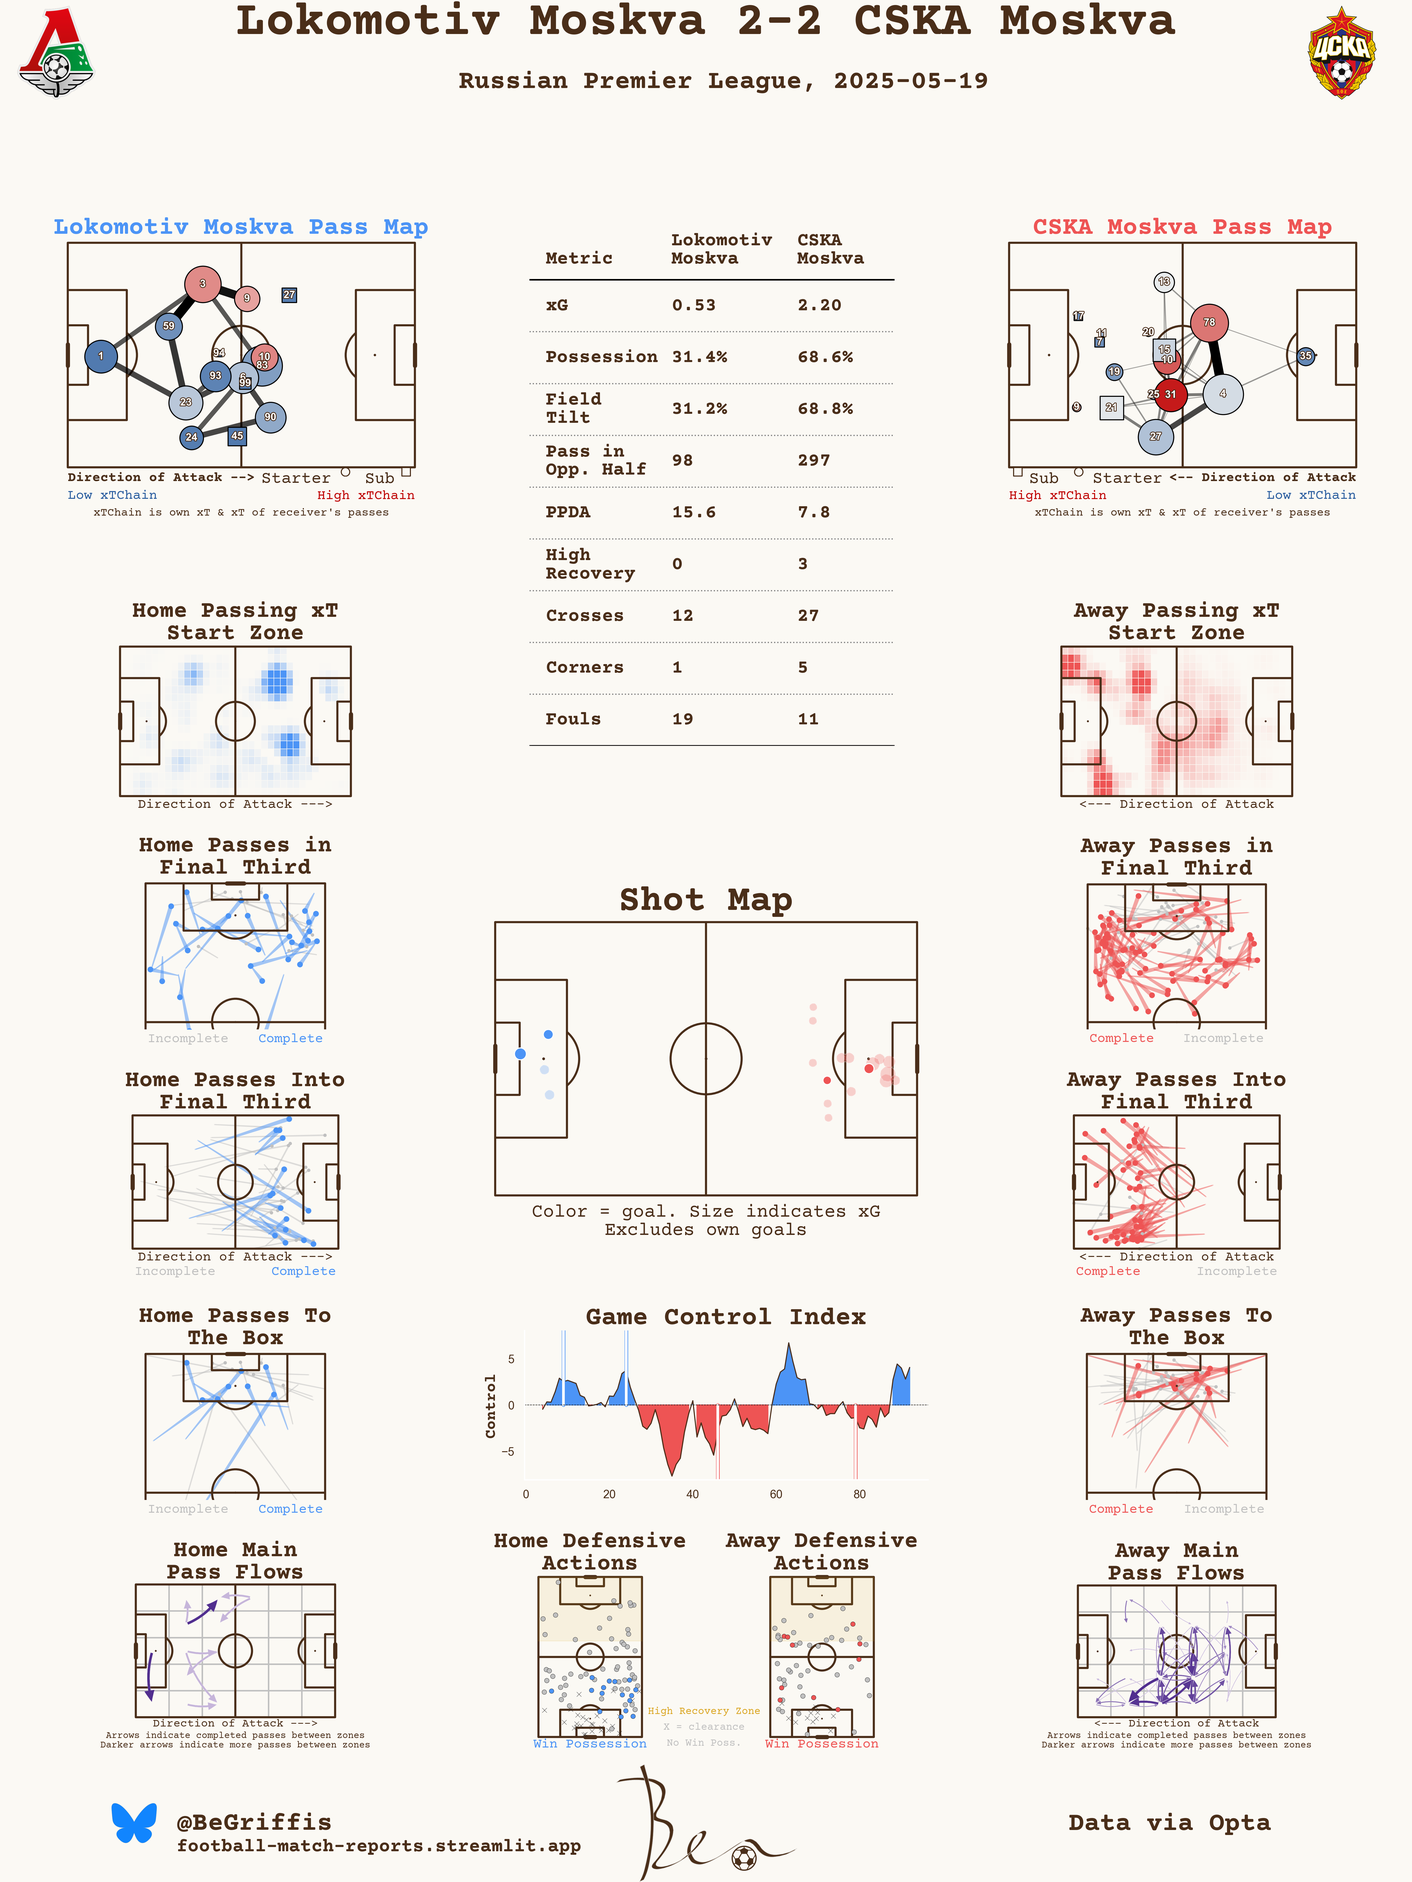 Lokomotiv Moskva 2-2 CSKA Moskva
Russian Premier League, 2025-05-19
ЦСКА
Lokomotiv Moskva Pass Map
3
9
27
59
1
94
10
83
93
6
99
23
90
24
45
Direction of Attack --> Starter Sub
Low xTChain High xTChain
xTChain is own xT & xT of receiver's passes
Metric Lokomotiv Moskva CSKA Moskva
xG 0.53 2.20
Possession 31.4% 68.6%
Field Tilt 31.2% 68.8%
Pass in Opp. Half 98 297
PPDA 15.6 7.8
High Recovery 0 3
Crosses 12 27
Corners 1 5
Fouls 19 11
CSKA Moskva Pass Map
13
17
78
11
20
7
15
10
35
19
25
31
4
9
21
27
Sub Starter <-- Direction of Attack
High xTChain Low xTChain
xTChain is own xT & xT of receiver's passes
Home Passing xT
Start Zone
Direction of Attack --->
Away Passing xT
Start Zone
<--- Direction of Attack
Home Passes in
Final Third
Incomplete Complete
Away Passes in
Final Third
Complete Incomplete
Shot Map
Color = goal. Size indicates xG
Excludes own goals
Home Passes Into
Final Third
Direction of Attack --->
Incomplete Complete
Away Passes Into
Final Third
<--- Direction of Attack
Complete Incomplete
Home Passes To
The Box
Incomplete Complete
Game Control Index
Control
5
0
−5
0 20 40 60 80
Away Passes To
The Box
Complete Incomplete
Home Main
Pass Flows
Direction of Attack --->
Arrows indicate completed passes between zones
Darker arrows indicate more passes between zones
Home Defensive
Actions
Win Possession
High Recovery Zone
X = clearance
No Win Poss.
Away Defensive
Actions
Win Possession
Away Main
Pass Flows
<--- Direction of Attack
Arrows indicate completed passes between zones
Darker arrows indicate more passes between zones
@BeGriffis
football-match-reports.streamlit.app
Ben
Data via Opta